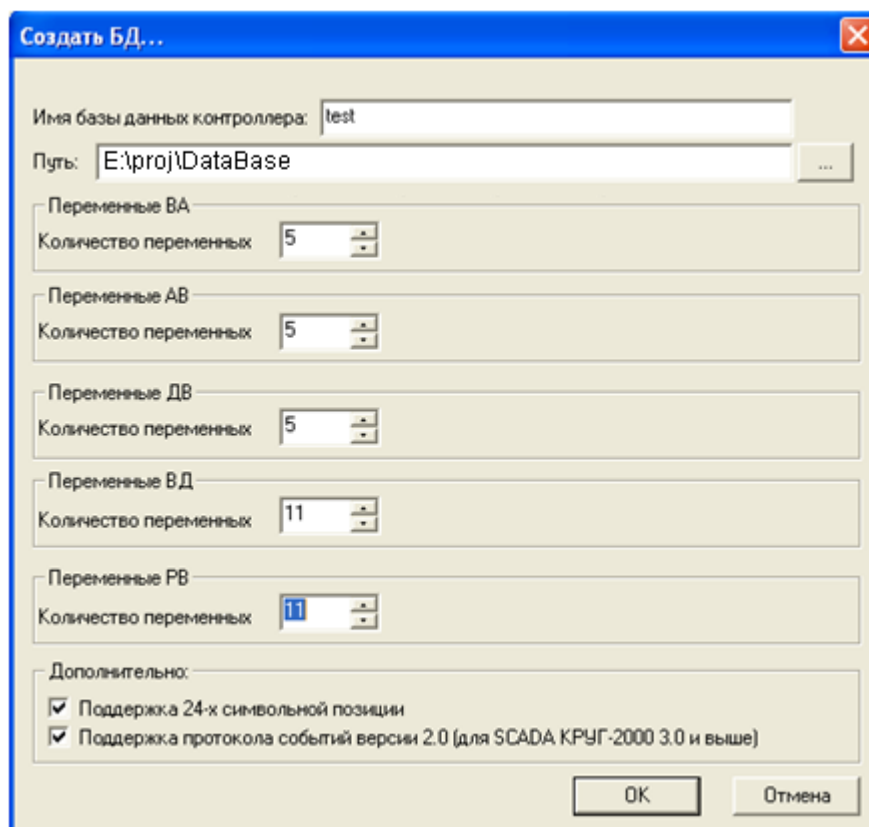 Создать БД...
Имя базы данных контроллера: test
Путь: E:\proj\DataBase ...
Переменные ВА
Количество переменных 5
Переменные АВ
Количество переменных 5
Переменные ДВ
Количество переменных 5
Переменные ВД
Количество переменных 11
Переменные РВ
Количество переменных 11
Дополнительно:
Поддержка 24-х символьной позиции
Поддержка протокола событий версии 2.0 (для SCADA КРУГ-2000 3.0 и выше)
OK Отмена